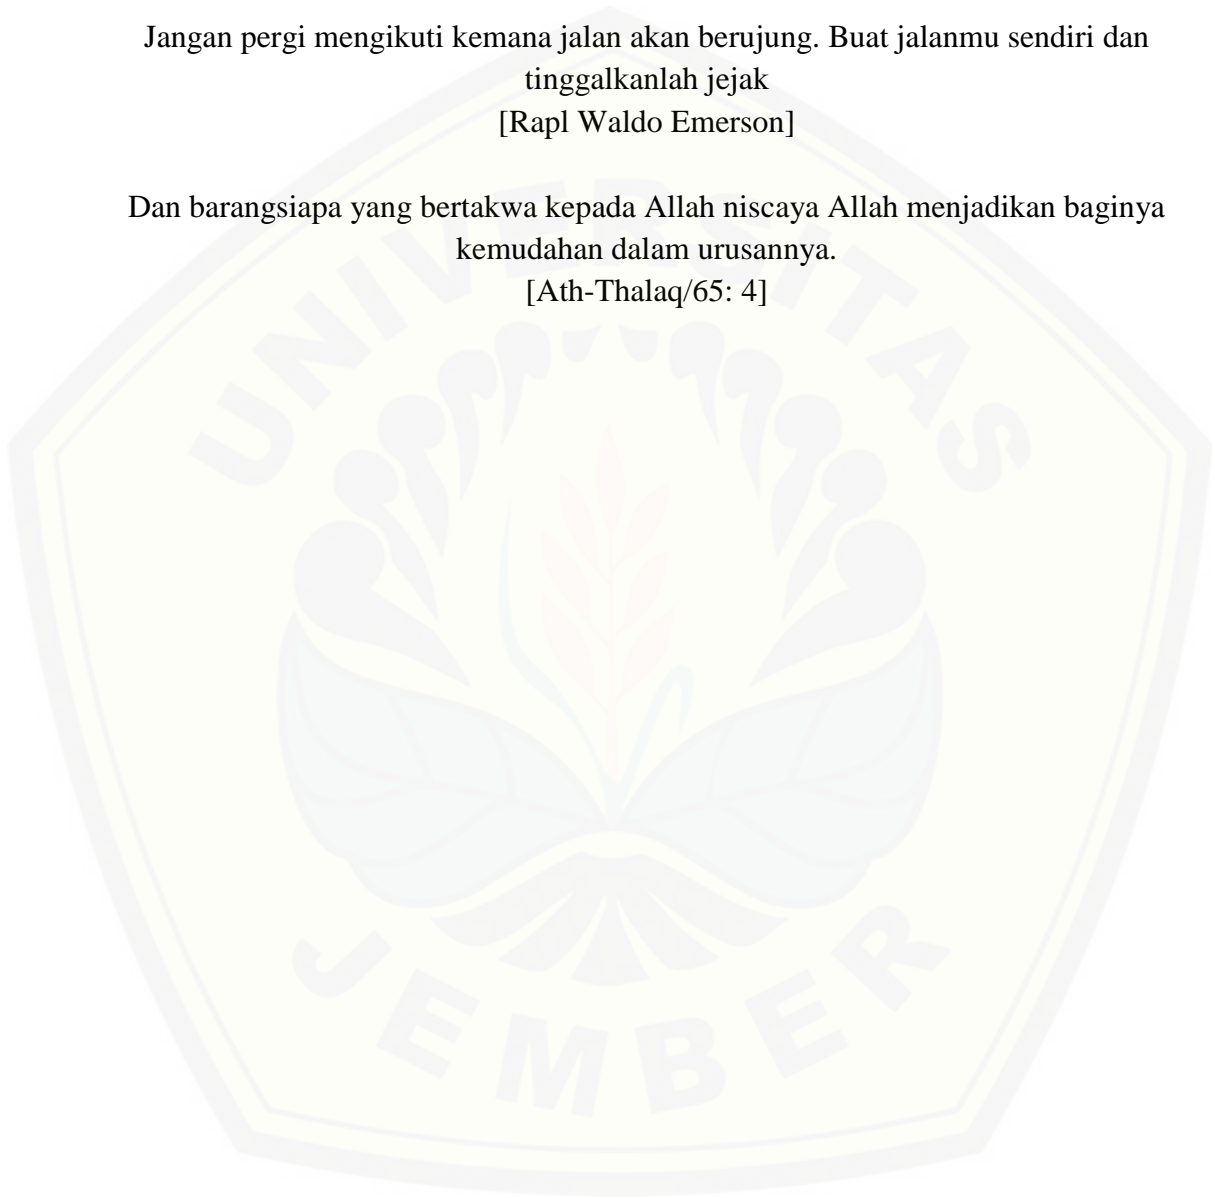 Jangan pergi mengikuti kemana jalan akan berujung. Buat jalanmu sendiri dan
tinggalkanlah jejak
[Rapl Waldo Emerson]
Dan barangsiapa yang bertakwa kepada Allah niscaya Allah menjadikan baginya
kemudahan dalam urusannya.
[Ath-Thalaq/65: 4]
UNIVERSITAS
JEMBER